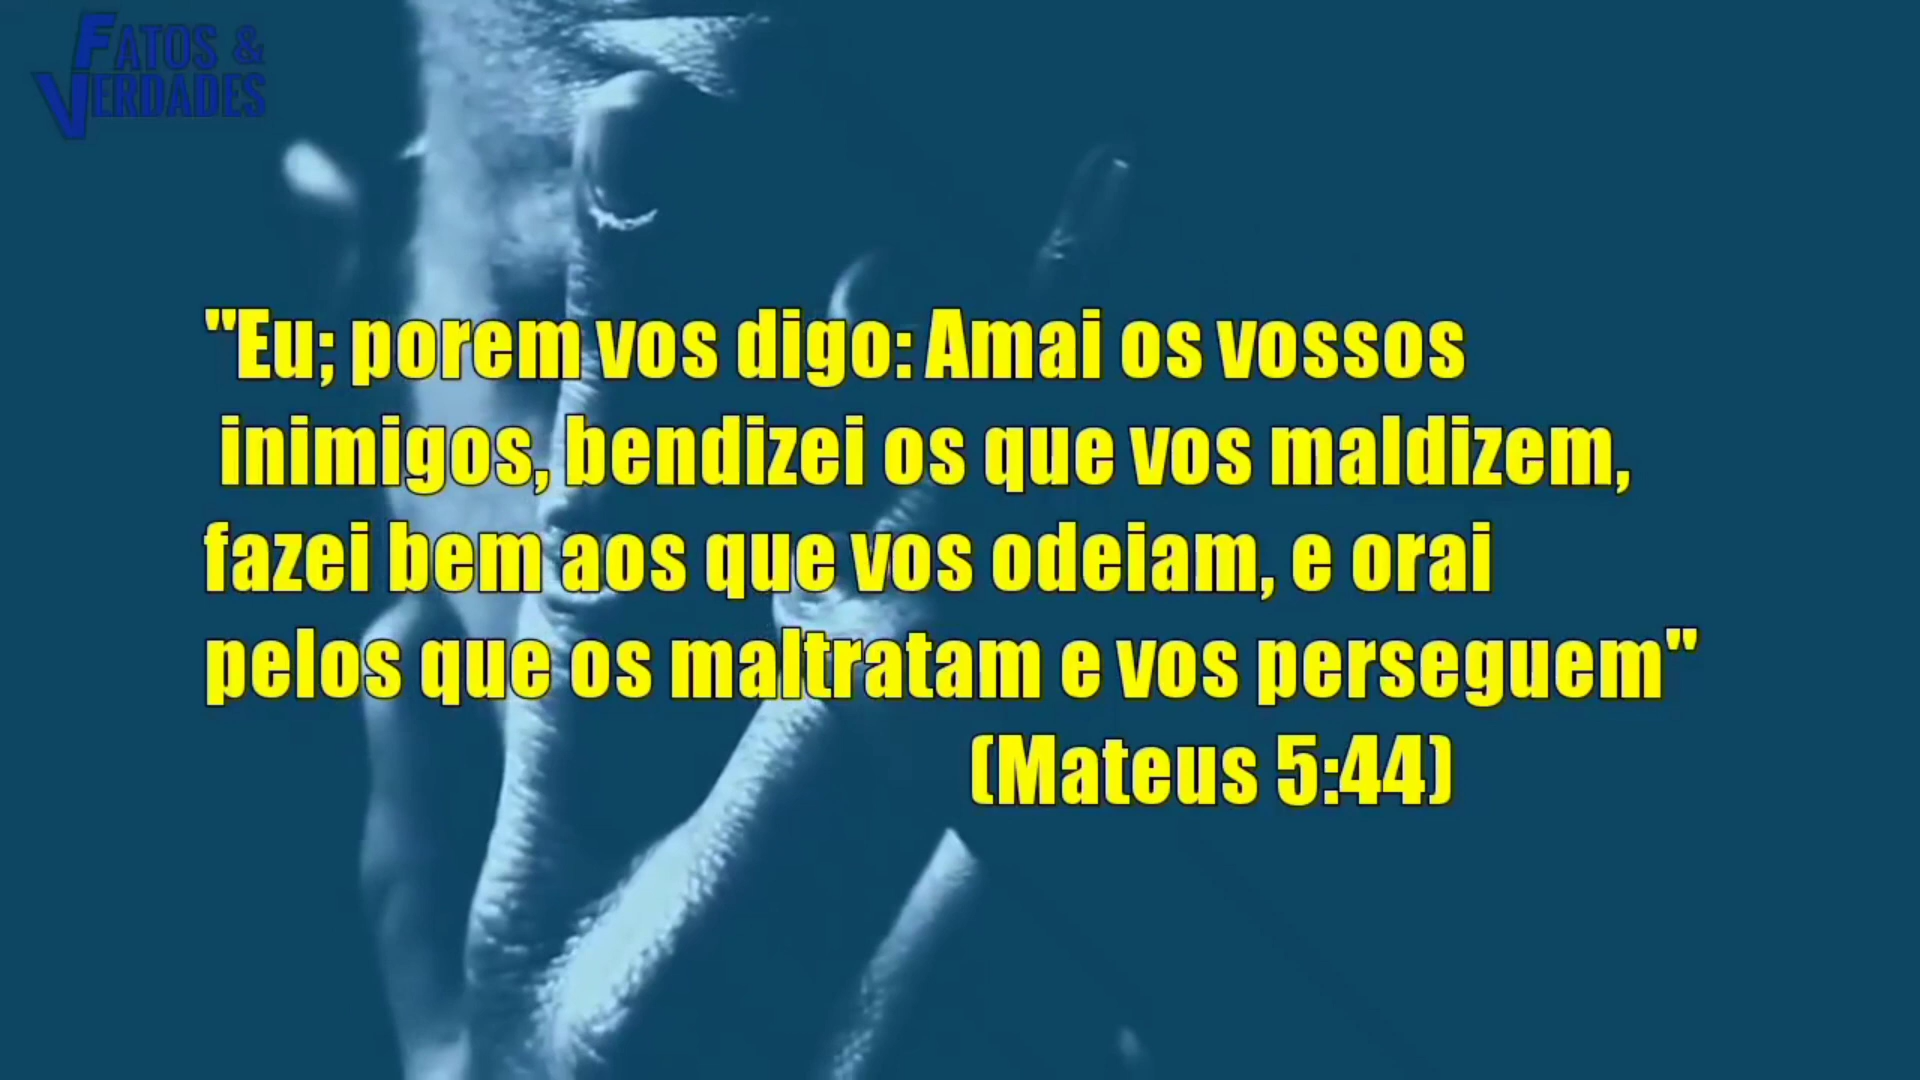 FATOS &
VERDADES
"Eu; porem vos digo: Amai os vossos
inimigos, bendizei os que vos maldizem,
fazei bem aos que vos odeiam, e orai
pelos que os maltratam e vos perseguem"
(Mateus 5:44)